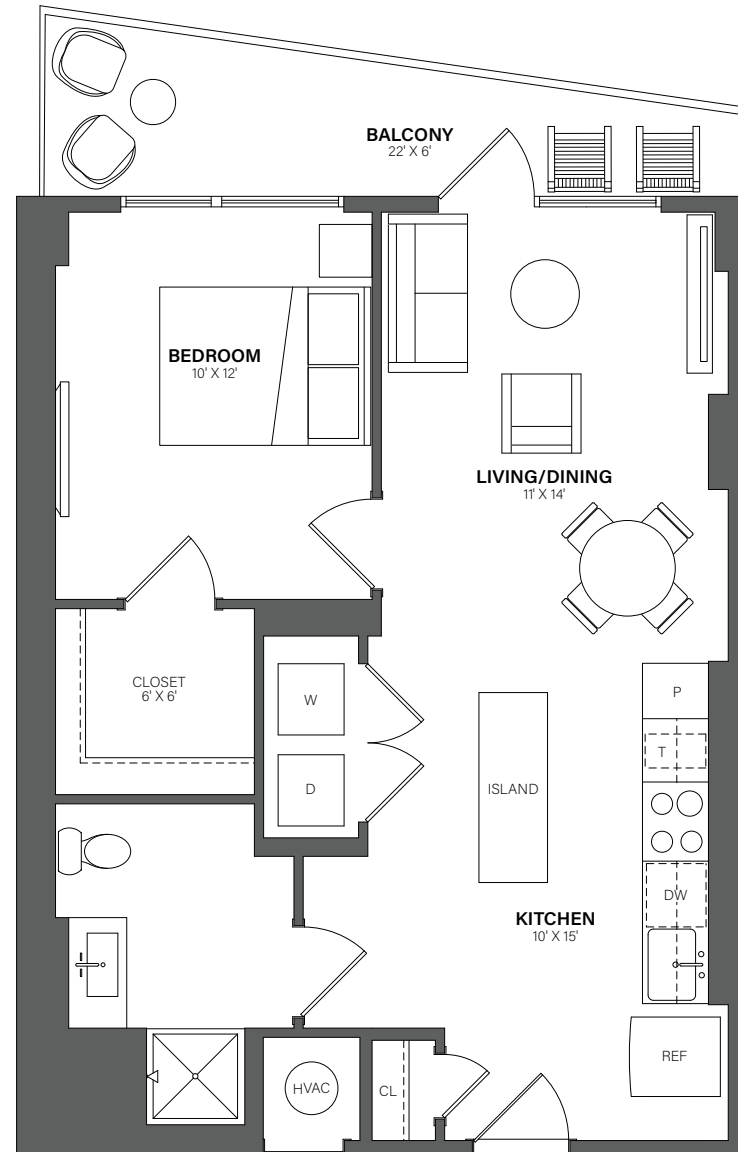 BALCONY
22' X 6'
BEDROOM
10' X 12'
LIVING/DINING
11' X 14'
CLOSET
6' X 6'
W
D
P
T
ISLAND
DW
KITCHEN
10' X 15'
REF
HVAC
CL